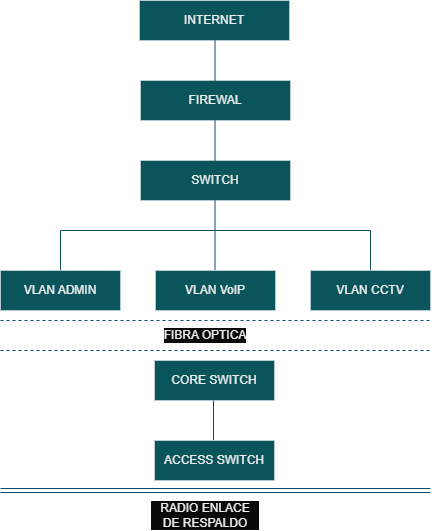 INTERNET
FIREWAL
SWITCH
VLAN ADMIN
VLAN VoIP
VLAN CCTV
FIBRA OPTICA
CORE SWITCH
ACCESS SWITCH
RADIO ENLACE
DE RESPALDO